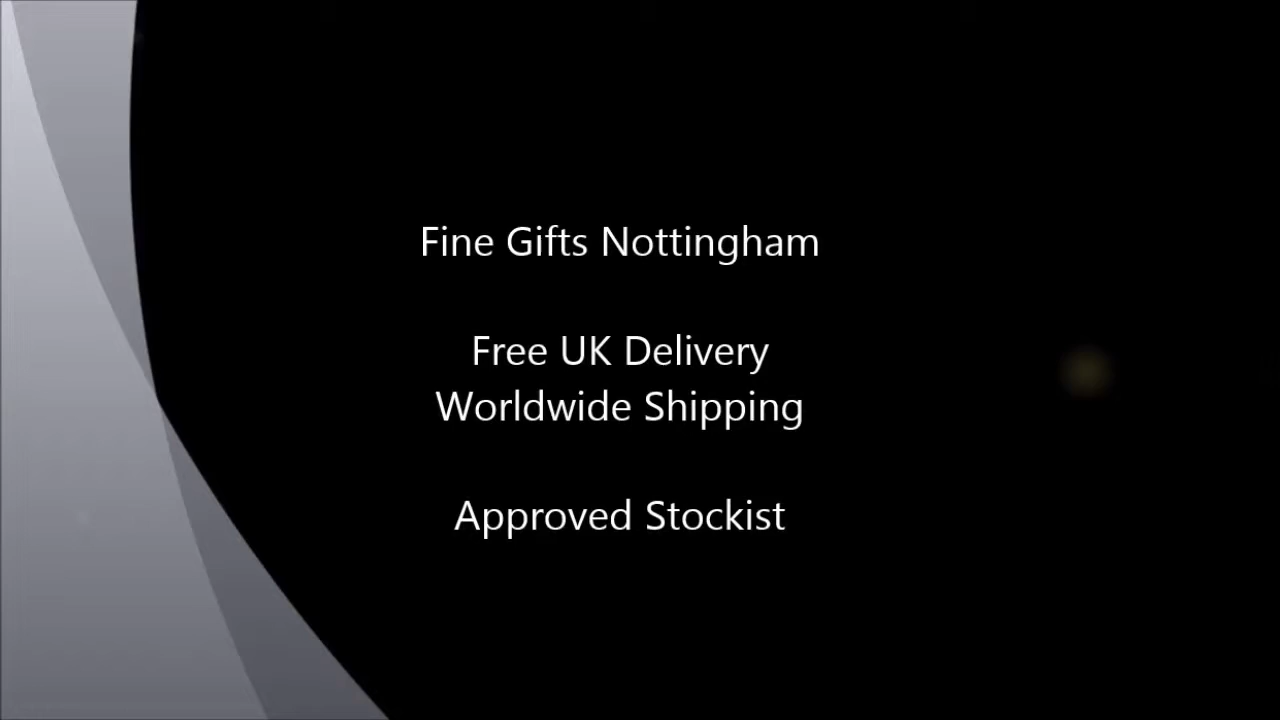 Fine Gifts Nottingham
Free UK Delivery
Worldwide Shipping
Approved Stockist